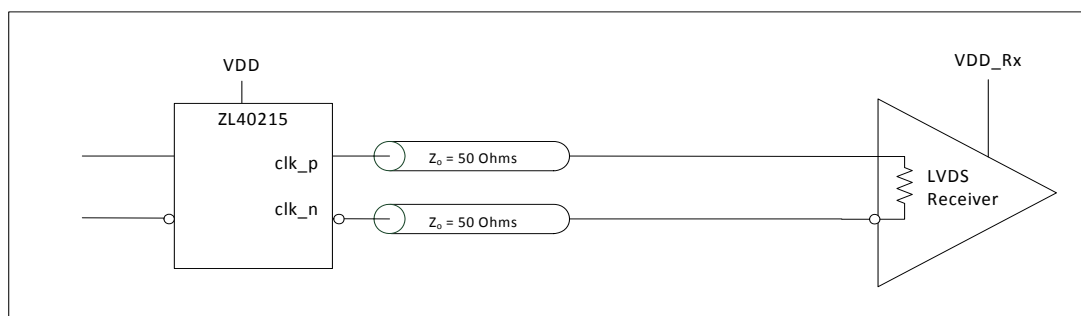 VDD
VDD_Rx
ZL40215
clk_p
Zₒ = 50 Ohms
LVDS
Receiver
clk_n
Zₒ = 50 Ohms